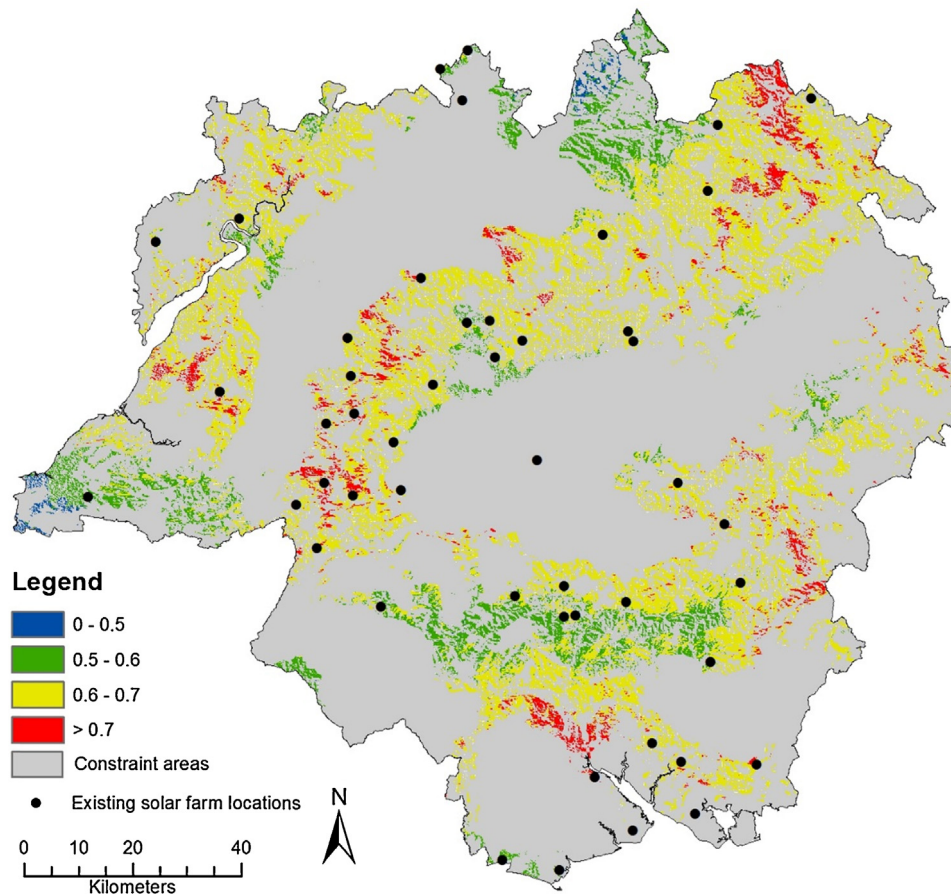 Legend
0 - 0.5
0.5 - 0.6
0.6 - 0.7
> 0.7
Constraint areas
Existing solar farm locations
N
0 10 20 40
Kilometers